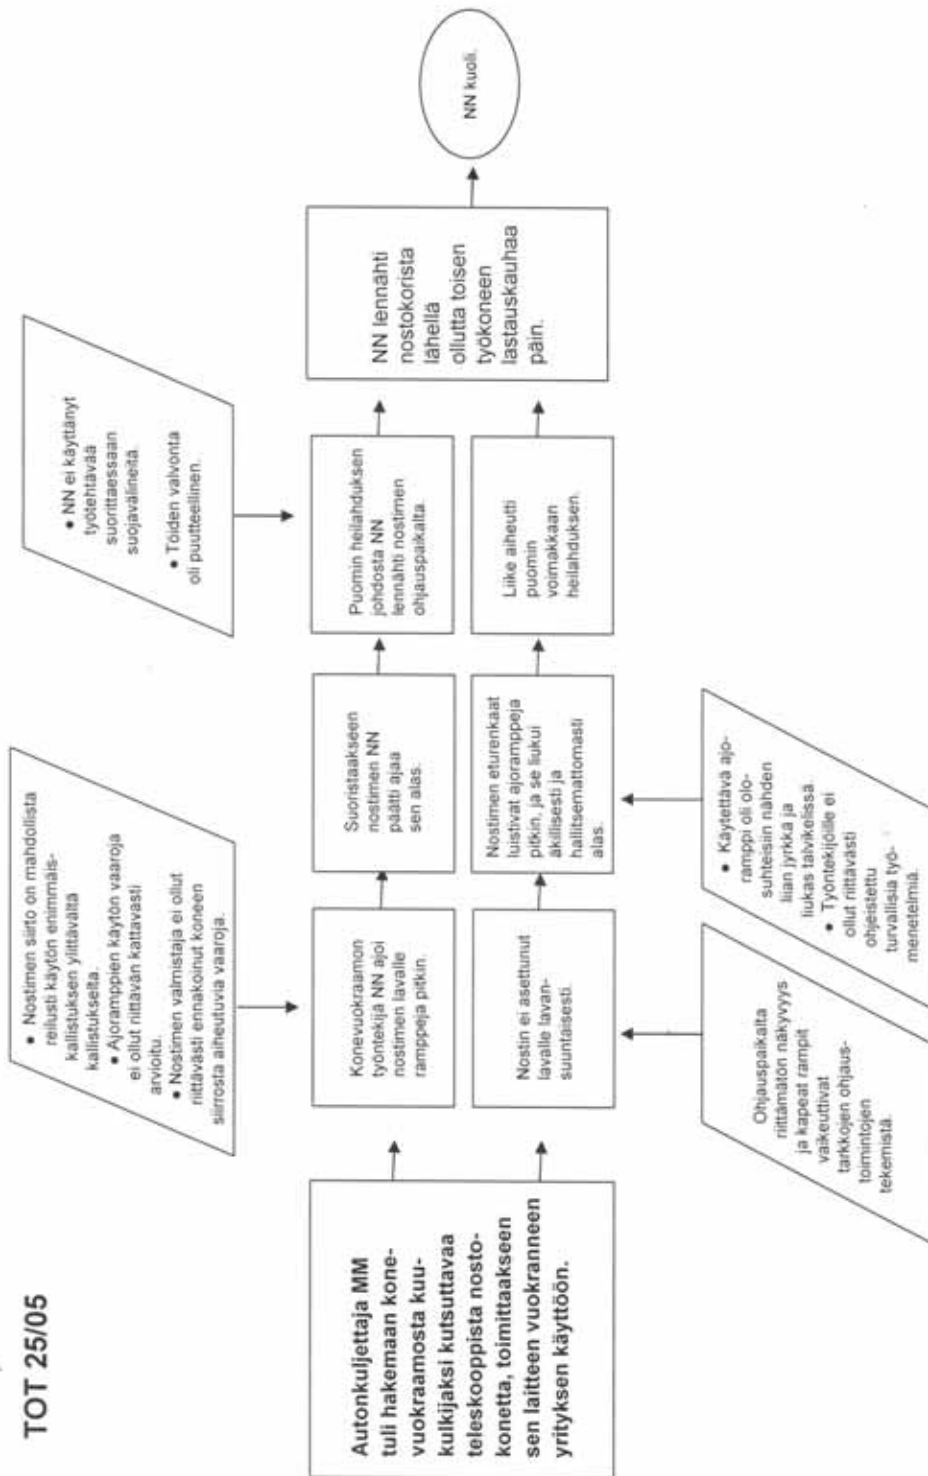 TOT 25/05
Autonkuljettaja MM
tuli hakemaan kone-
vuokraamosta kuu-
kulkijaksi kutsuttavaa
teleskooppista nosto-
konetta, toimittaakseen
sen laitteen vuokranneen
yrityksen käyttöön.
• Nostimen siirto on mahdollista
reilusti käytön enimmäis-
kallistuksen ylittävältä
kallistukselta.
• Ajoramppien käytön vaaroja
ei ollut riittävän kattavasti
arvioitu.
• Nostimen valmistaja ei ollut
riittävästi ennakoinut koneen
siirrosta aiheutuvia vaaroja.
Konevuokraamon
työntekijä NN ajoi
nostimen lavalle
ramppeja pitkin.
Nostin ei asettunut
lavalle lavan-
suuntaisesti.
Ohjauspaikalta
riittämätön näkyvyys
ja kapeat rampit
vaikeuttivat
tarkkojen ohjaus-
toimintojen
tekemistä.
Suoristaakseen
nostimen NN
päätti ajaa
sen alas.
Nostimen eturenkaat
luistivat ajoramppeja
pitkin, ja se liukui
äkillisesti ja
hallitsemattomasti
alas.
• Käytettävä ajo-
ramppi oli olo-
suhteisiin nähden
liian jyrkkä ja
liukas talvikelissä.
• Työntekijöille ei
ollut riittävästi
ohjeistettu
turvallisia työ-
menetelmiä.
• NN ei käyttänyt
työtehtävää
suorittaessaan
suojavälineitä.
• Töiden valvonta
oli puutteellinen.
Puomin heilahduksen
johdosta NN
lennähti nostimen
ohjauspaikalta.
Liike aiheutti
puomin
voimakkaan
heilahduksen.
NN lennähti
nostokorista
lähellä
ollutta toisen
työkoneen
lastauskauhaa
päin.
NN kuoli.